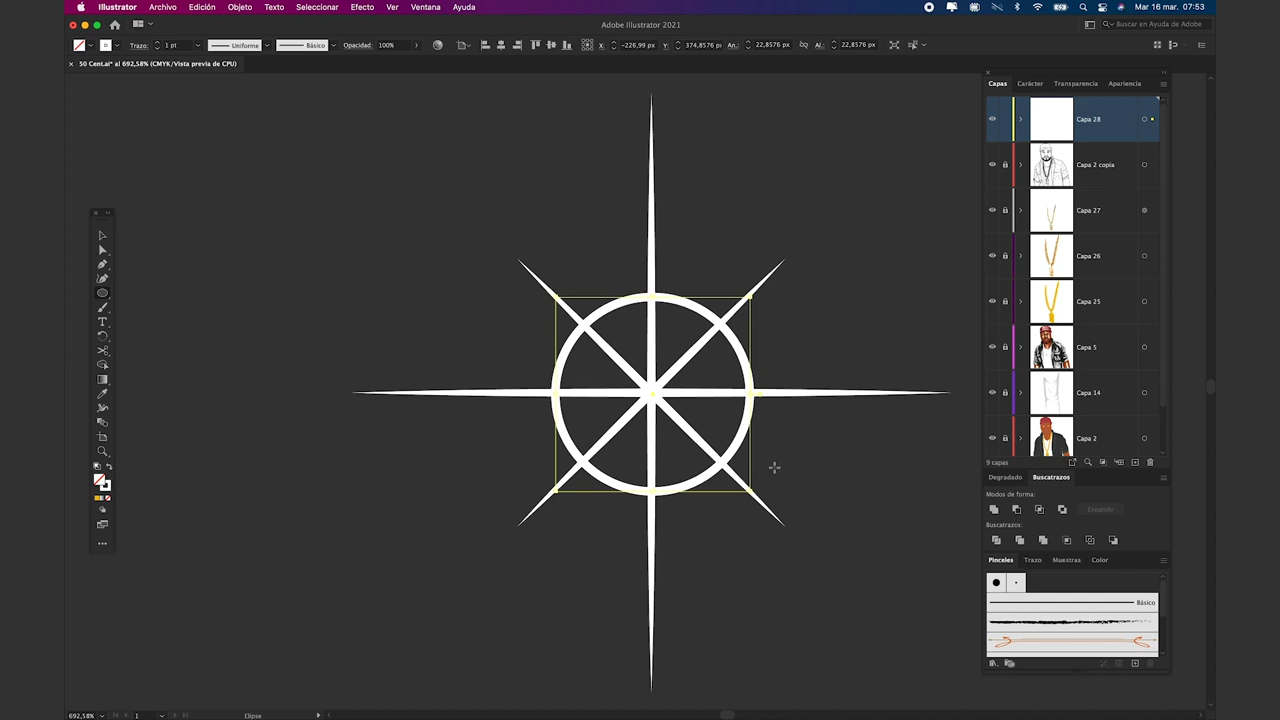 Illustrator Archivo Edición Objeto Texto Seleccionar Efecto Ver Ventana Ayuda Mar 16 mar. 07:53
Adobe Illustrator 2021 Buscar en Ayuda de Adobe
Trazo: 1 pt Uniforme Básico Opacidad: 100% X: -226,99 px Y: 374,8576 px An.: 22,8576 px Al.: 22,8576 px
× 50 Cent.ai* al 692,58% (CMYK/Vista previa de CPU)
Capas Carácter Transparencia Apariencia
Capa 28
Capa 2 copia
Capa 27
Capa 26
Capa 25
Capa 5
Capa 14
Capa 2
9 capas
Degradado Buscatrazos
Modos de forma:
Expandir
Buscatrazos:
Pinceles Trazo Muestras Color
Básico
692,58% 1 Elipse